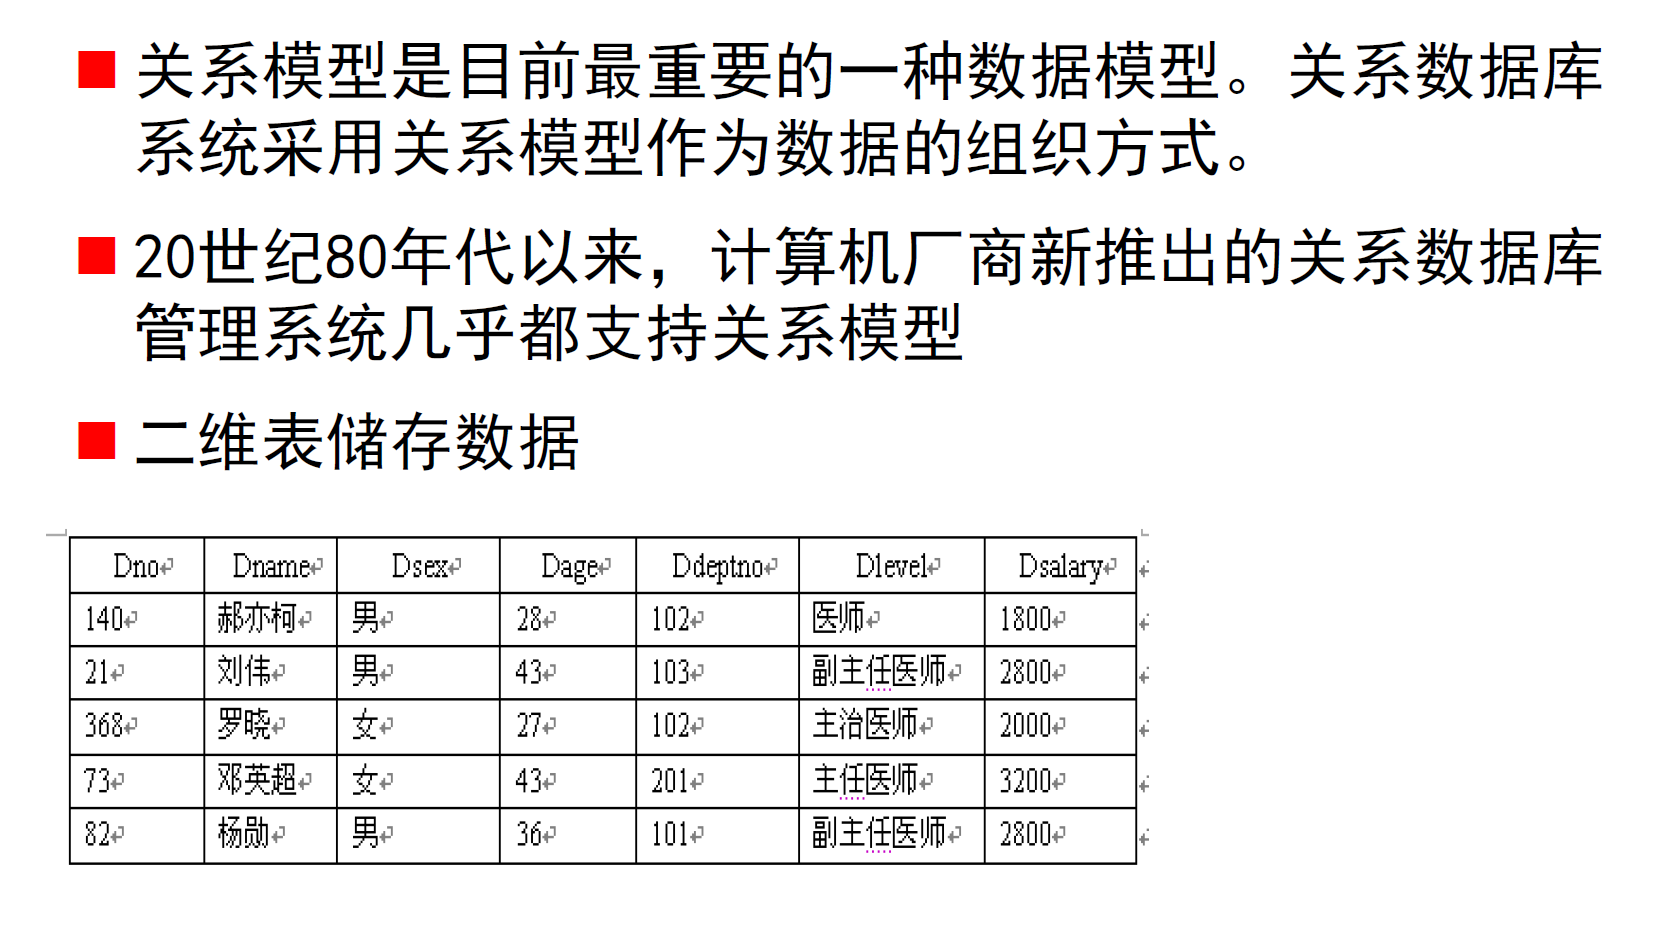 关系模型是目前最重要的一种数据模型。关系数据库
系统采用关系模型作为数据的组织方式。
20世纪80年代以来，计算机厂商新推出的关系数据库
管理系统几乎都支持关系模型
二维表储存数据
Dno Dname Dsex Dage Ddeptno Dlevel Dsalary
140 郝亦柯 男 28 102 医师 1800
21 刘伟 男 43 103 副主任医师 2800
368 罗晓 女 27 102 主治医师 2000
73 邓英超 女 43 201 主任医师 3200
82 杨勋 男 36 101 副主任医师 2800